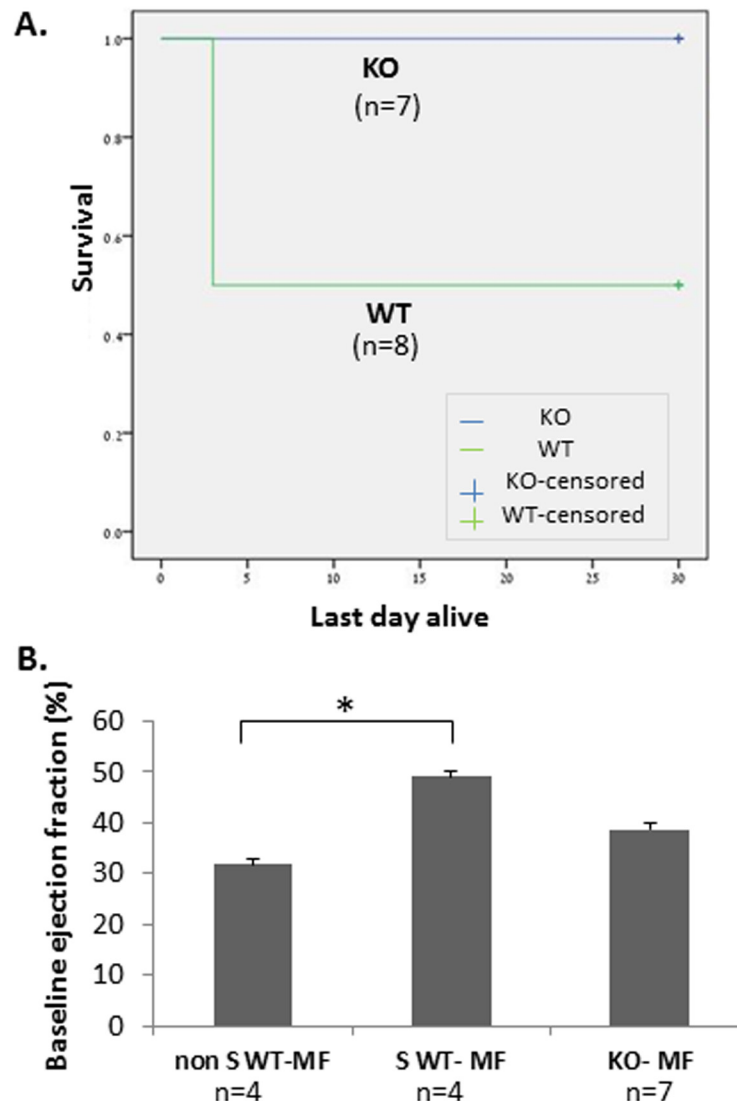 A.
1.0
KO
(n=7)
0.8
0.6
Survival
WT
(n=8)
0.4
KO
WT
0.2
KO-censored
WT-censored
0.0
0 5 10 15 20 25 30
Last day alive
B.
Baseline ejection fraction (%)
*
60
50
40
30
20
10
0
non S WT-MF S WT- MF KO- MF
n=4 n=4 n=7